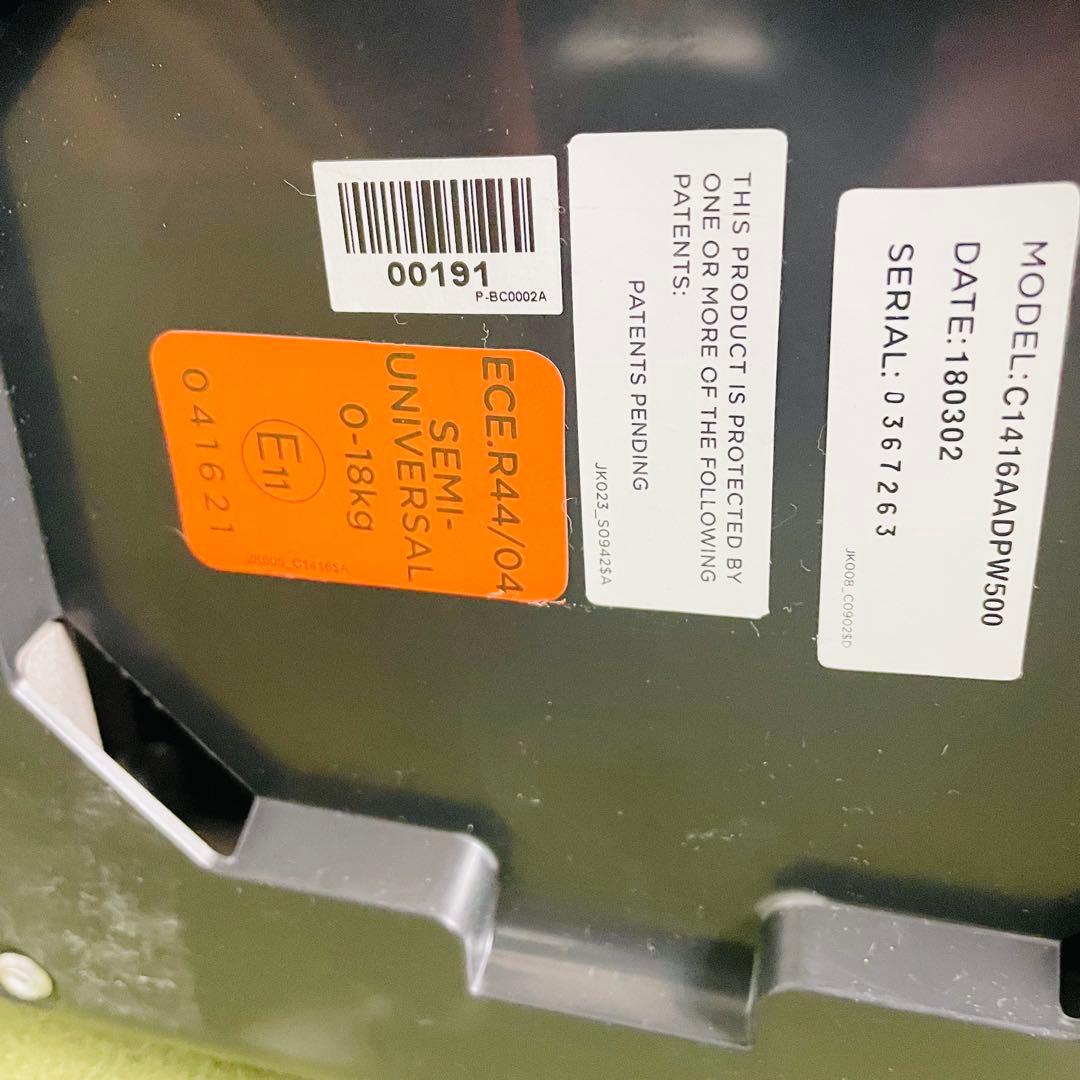 00191
P-BC0002A
THIS PRODUCT IS PROTECTED BY
ONE OR MORE OF THE FOLLOWING
PATENTS:
PATENTS PENDING
JK023_S0942$A
MODEL:C1416AADPW500
DATE:180302
SERIAL: 0367263
JK008_C0902$D
ECE.R44/04
SEMI-
UNIVERSAL
0-18kg
E11
041621
JK005_C1416$A